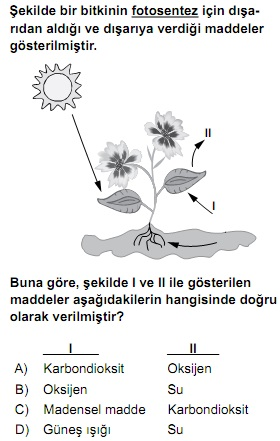 Şekilde bir bitkinin fotosentez için dışa-
rıdan aldığı ve dışarıya verdiği maddeler
gösterilmiştir.
II
I
Buna göre, şekilde I ve II ile gösterilen
maddeler aşağıdakilerin hangisinde doğru
olarak verilmiştir?
I II
A) Karbondioksit Oksijen
B) Oksijen Su
C) Madensel madde Karbondioksit
D) Güneş ışığı Su